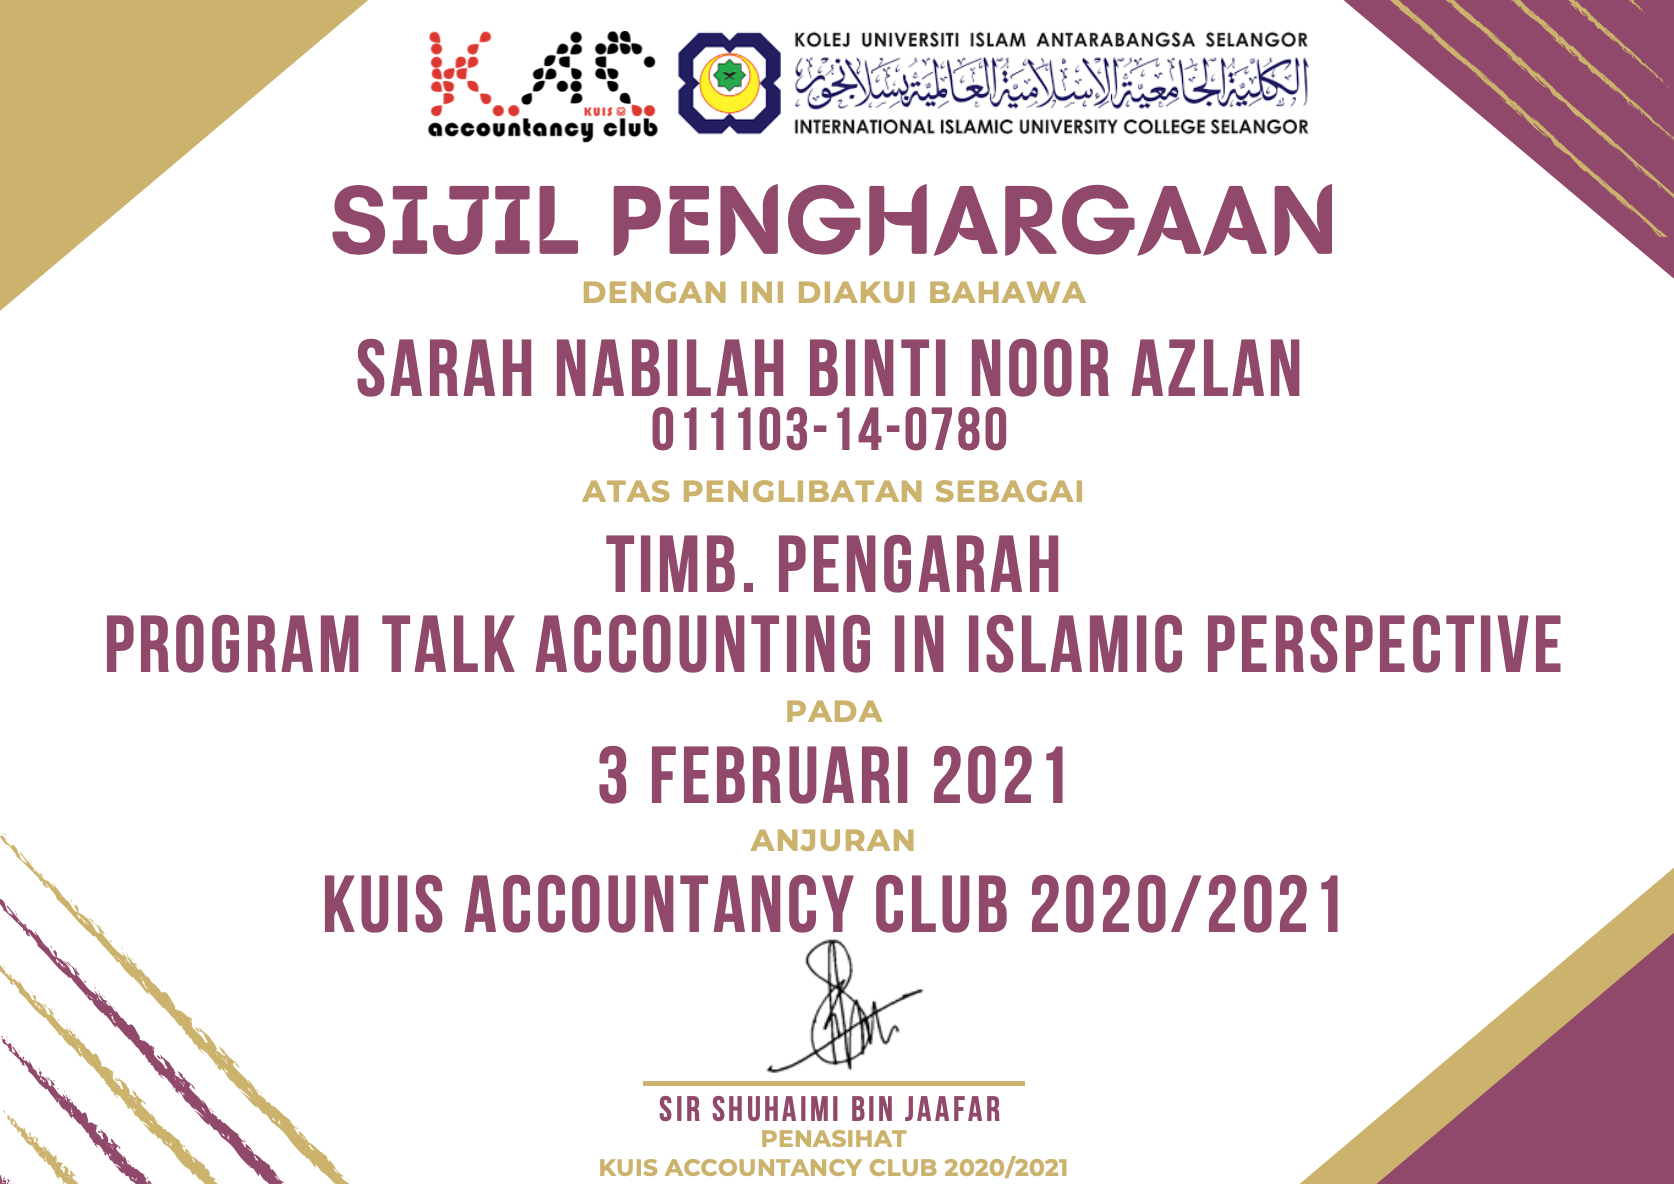 KAC
KUIS
accountancy club
KOLEJ UNIVERSITI ISLAM ANTARABANGSA SELANGOR
الكلية الجامعية الإسلامية العالمية بسلانجور
INTERNATIONAL ISLAMIC UNIVERSITY COLLEGE SELANGOR
SIJIL PENGHARGAAN
DENGAN INI DIAKUI BAHAWA
SARAH NABILAH BINTI NOOR AZLAN
011103-14-0780
ATAS PENGLIBATAN SEBAGAI
TIMB. PENGARAH
PROGRAM TALK ACCOUNTING IN ISLAMIC PERSPECTIVE
PADA
3 FEBRUARI 2021
ANJURAN
KUIS ACCOUNTANCY CLUB 2020/2021
SIR SHUHAIMI BIN JAAFAR
PENASIHAT
KUIS ACCOUNTANCY CLUB 2020/2021